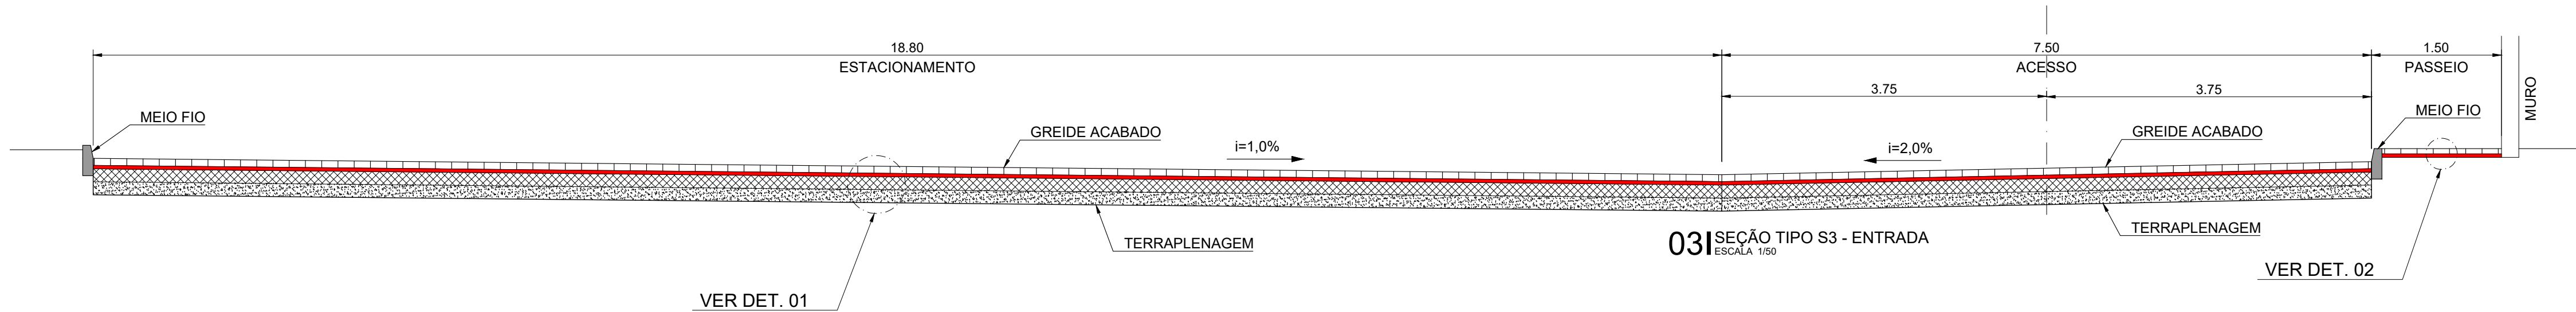 18.80
7.50
1.50
ESTACIONAMENTO
ACESSO
PASSEIO
3.75
3.75
MURO
MEIO FIO
MEIO FIO
GREIDE ACABADO
GREIDE ACABADO
i=1,0%
i=2,0%
TERRAPLENAGEM
TERRAPLENAGEM
03 SEÇÃO TIPO S3 - ENTRADA
ESCALA 1/50
VER DET. 01
VER DET. 02